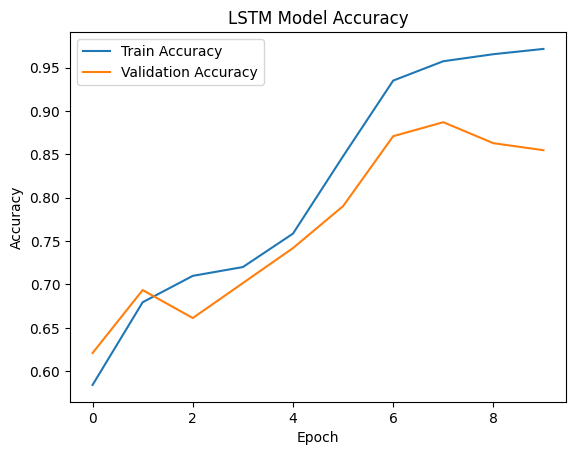 LSTM Model Accuracy
Train Accuracy
Validation Accuracy
Accuracy
0.95
0.90
0.85
0.80
0.75
0.70
0.65
0.60
0 2 4 6 8
Epoch